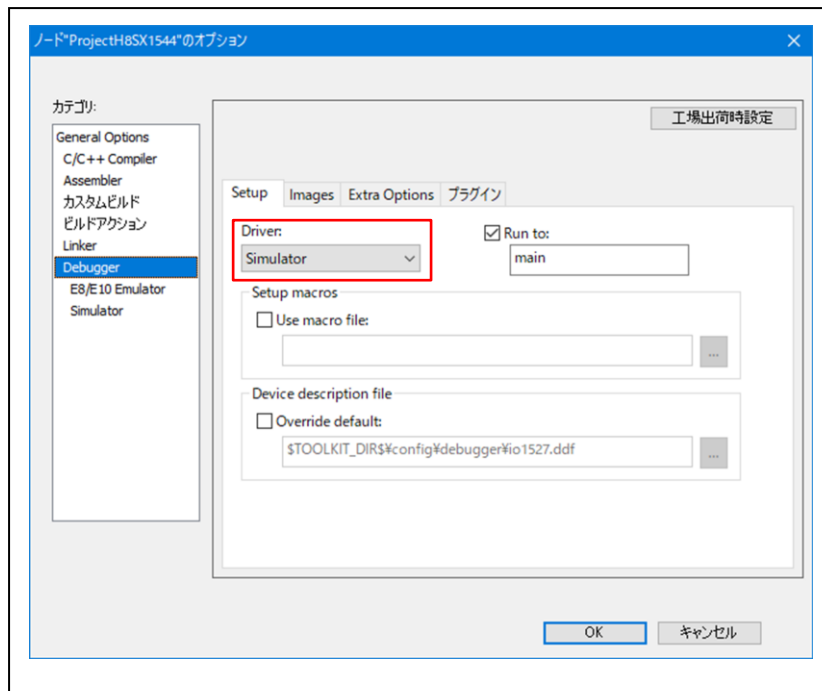 ノード"ProjectH8SX1544"のオプション
カテゴリ:
General Options
C/C++ Compiler
Assembler
カスタムビルド
ビルドアクション
Linker
Debugger
E8/E10 Emulator
Simulator
工場出荷時設定
Setup Images Extra Options プラグイン
Driver:
Simulator
Run to:
main
Setup macros
Use macro file:
...
Device description file
Override default:
$TOOLKIT_DIR$¥config¥debugger¥io1527.ddf
...
OK キャンセル